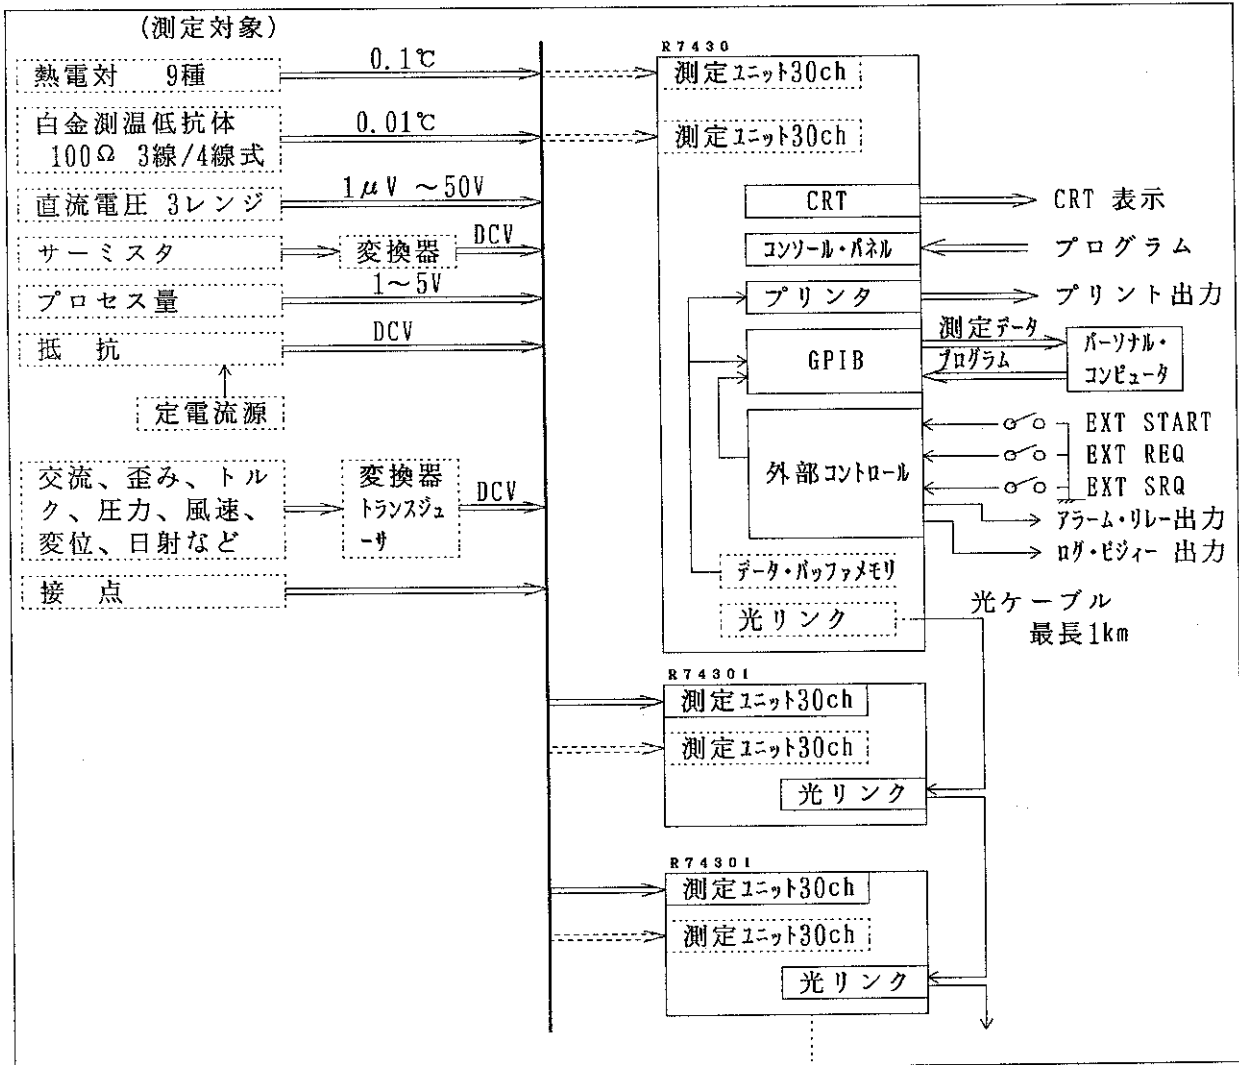 (測定対象)
熱電対 9種
0.1℃
白金測温低抗体
100Ω 3線/4線式
0.01℃
直流電圧 3レンジ
1μV ～50V
サーミスタ
変換器
DCV
プロセス量
1～5V
抵 抗
DCV
定電流源
交流、歪み、トル
ク、圧力、風速、
変位、日射など
変換器
トランスジュ
ーサ
DCV
接 点
R7430
測定ユニット30ch
測定ユニット30ch
CRT
CRT 表示
コンソール・パネル
プログラム
プリンタ
プリント出力
GPIB
測定データ
プログラム
パーソナル・
コンピュータ
外部コントロール
EXT START
EXT REQ
EXT SRQ
アラーム・リレー出力
ログ・ビジィー 出力
データ・バッファメモリ
光リンク
光ケーブル
最長1km
R74301
測定ユニット30ch
測定ユニット30ch
光リンク
R74301
測定ユニット30ch
測定ユニット30ch
光リンク